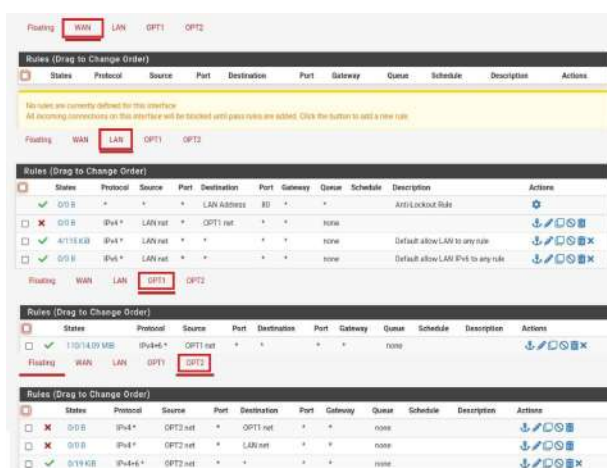 Floating WAN LAN OPT1 OPT2
Rules (Drag to Change Order)
States Protocol Source Port Destination Port Gateway Queue Schedule Description Actions
No rules are currently defined for this interface
All incoming connections on this interface will be blocked until pass rules are added. Click the button to add a new rule.
Floating WAN LAN OPT1 OPT2
Rules (Drag to Change Order)
States Protocol Source Port Destination Port Gateway Queue Schedule Description Actions
0/0 B * * * LAN Address 80 * * Anti-Lockout Rule
0/0 B IPv4 * LAN net * OPT1 net * * none
4/115 KiB IPv4 * LAN net * * * * none Default allow LAN to any rule
0/0 B IPv6 * LAN net * * * * none Default allow LAN IPv6 to any rule
Floating WAN LAN OPT1 OPT2
Rules (Drag to Change Order)
States Protocol Source Port Destination Port Gateway Queue Schedule Description Actions
110/14.09 MiB IPv4+6 * OPT1 net * * * * none
Floating WAN LAN OPT1 OPT2
Rules (Drag to Change Order)
States Protocol Source Port Destination Port Gateway Queue Schedule Description Actions
0/0 B IPv4 * OPT2 net * OPT1 net * * none
0/0 B IPv4 * OPT2 net * LAN net * * none
0/19 KiB IPv4+6 * OPT2 net * * * * none